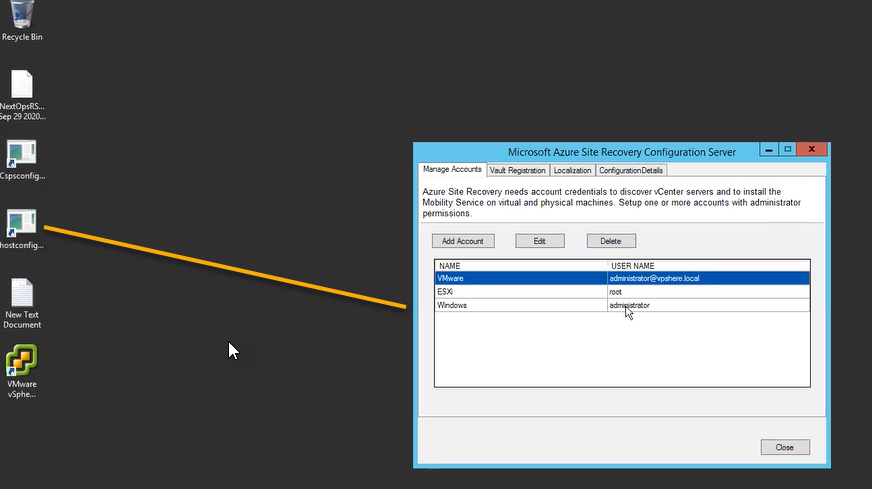 Recycle Bin
NextOpsRS...
Sep 29 2020...
Cspsconfig...
hostconfig...
New Text
Document
VMware
vSphe...
Microsoft Azure Site Recovery Configuration Server
Manage Accounts Vault Registration Localization Configuration Details
Azure Site Recovery needs account credentials to discover vCenter servers and to install the
Mobility Service on virtual and physical machines. Setup one or more accounts with administrator
permissions.
Add Account Edit Delete
NAME USER NAME
VMware administrator@vpshere.local
ESXi root
Windows administrator
Close